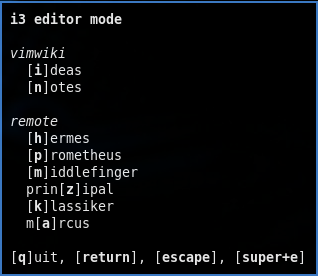 i3 editor mode
vimwiki
[i]deas
[n]otes
remote
[h]ermes
[p]rometheus
[m]iddlefinger
prin[z]ipal
[k]lassiker
m[a]rcus
[q]uit, [return], [escape], [super+e]